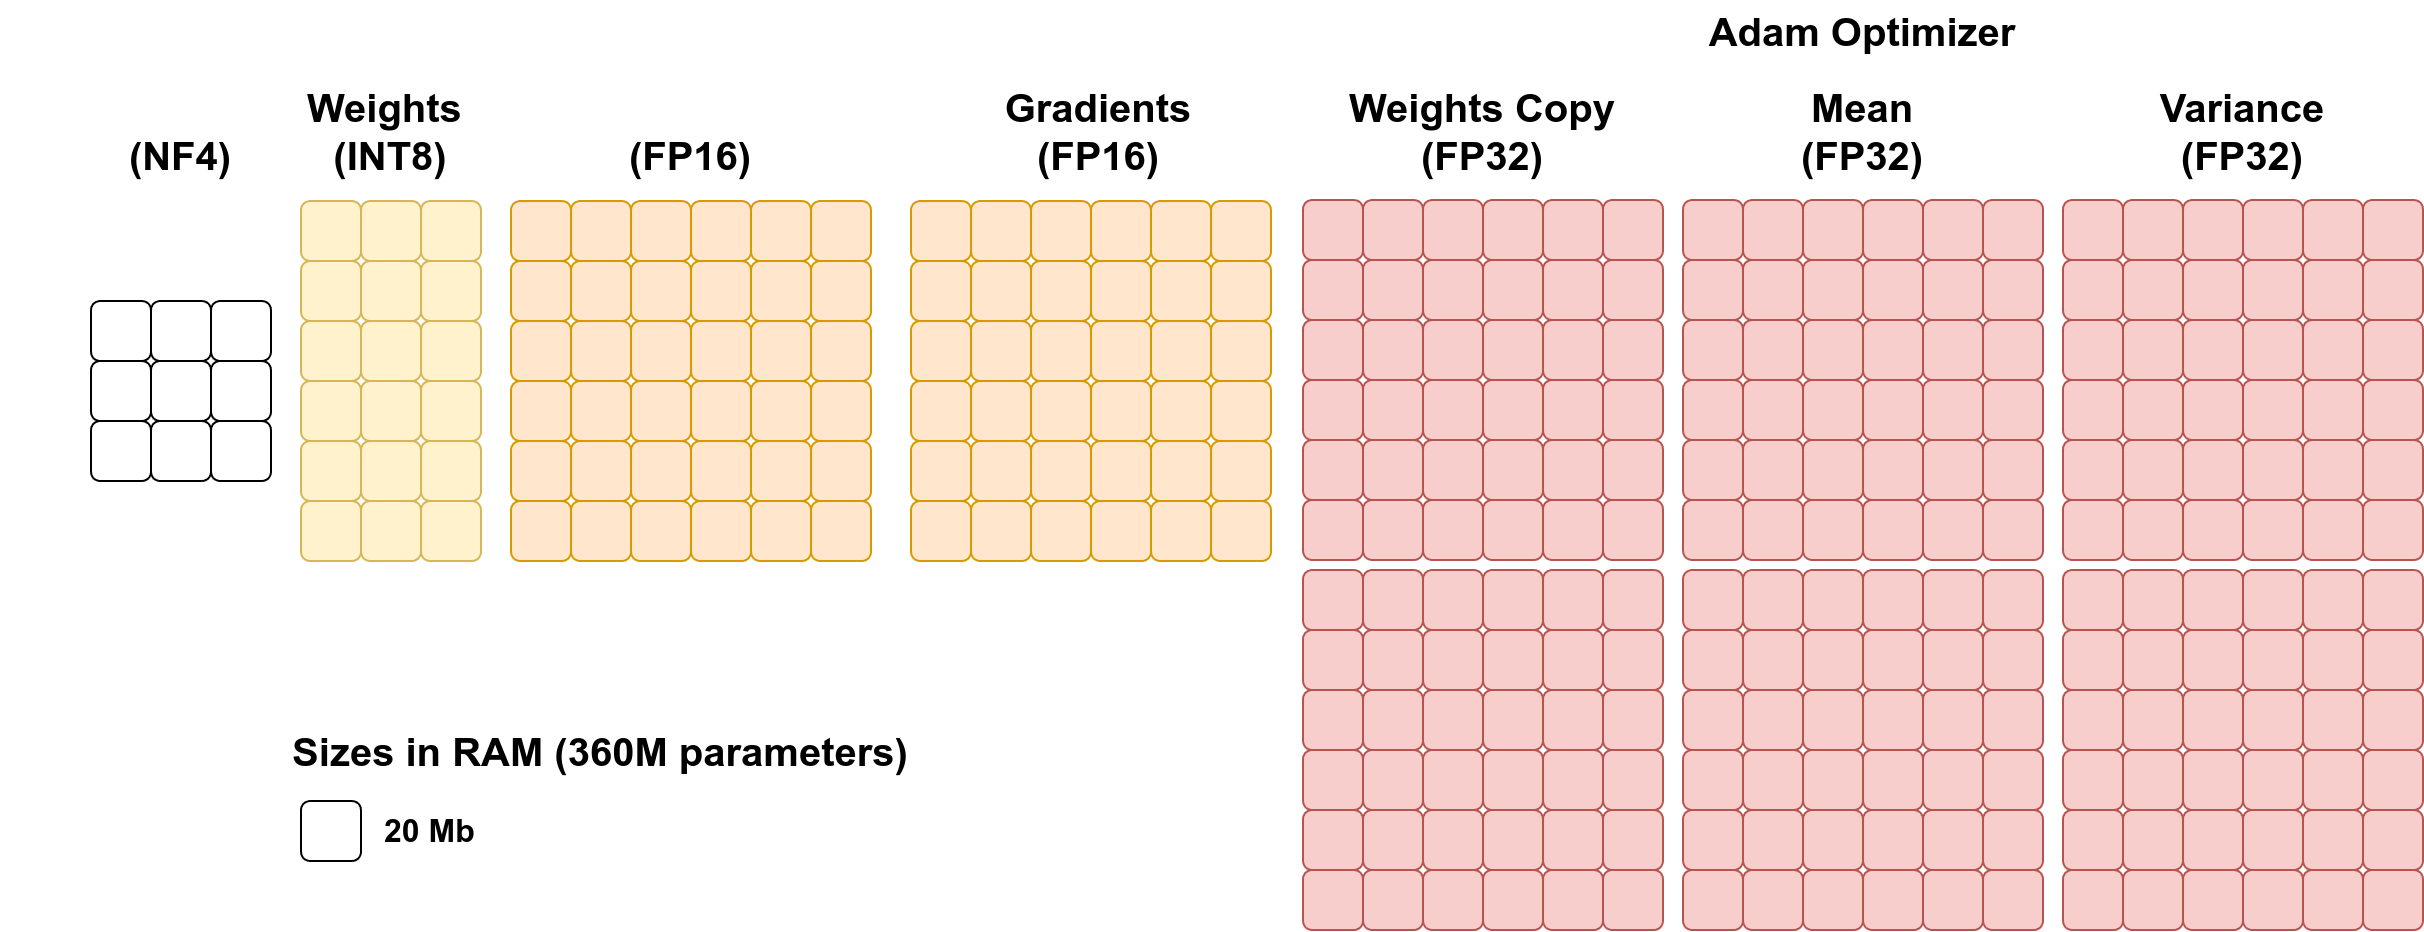 Adam Optimizer
Weights
Gradients
Weights Copy
Mean
Variance
(NF4)
(INT8)
(FP16)
(FP16)
(FP32)
(FP32)
(FP32)
Sizes in RAM (360M parameters)
20 Mb